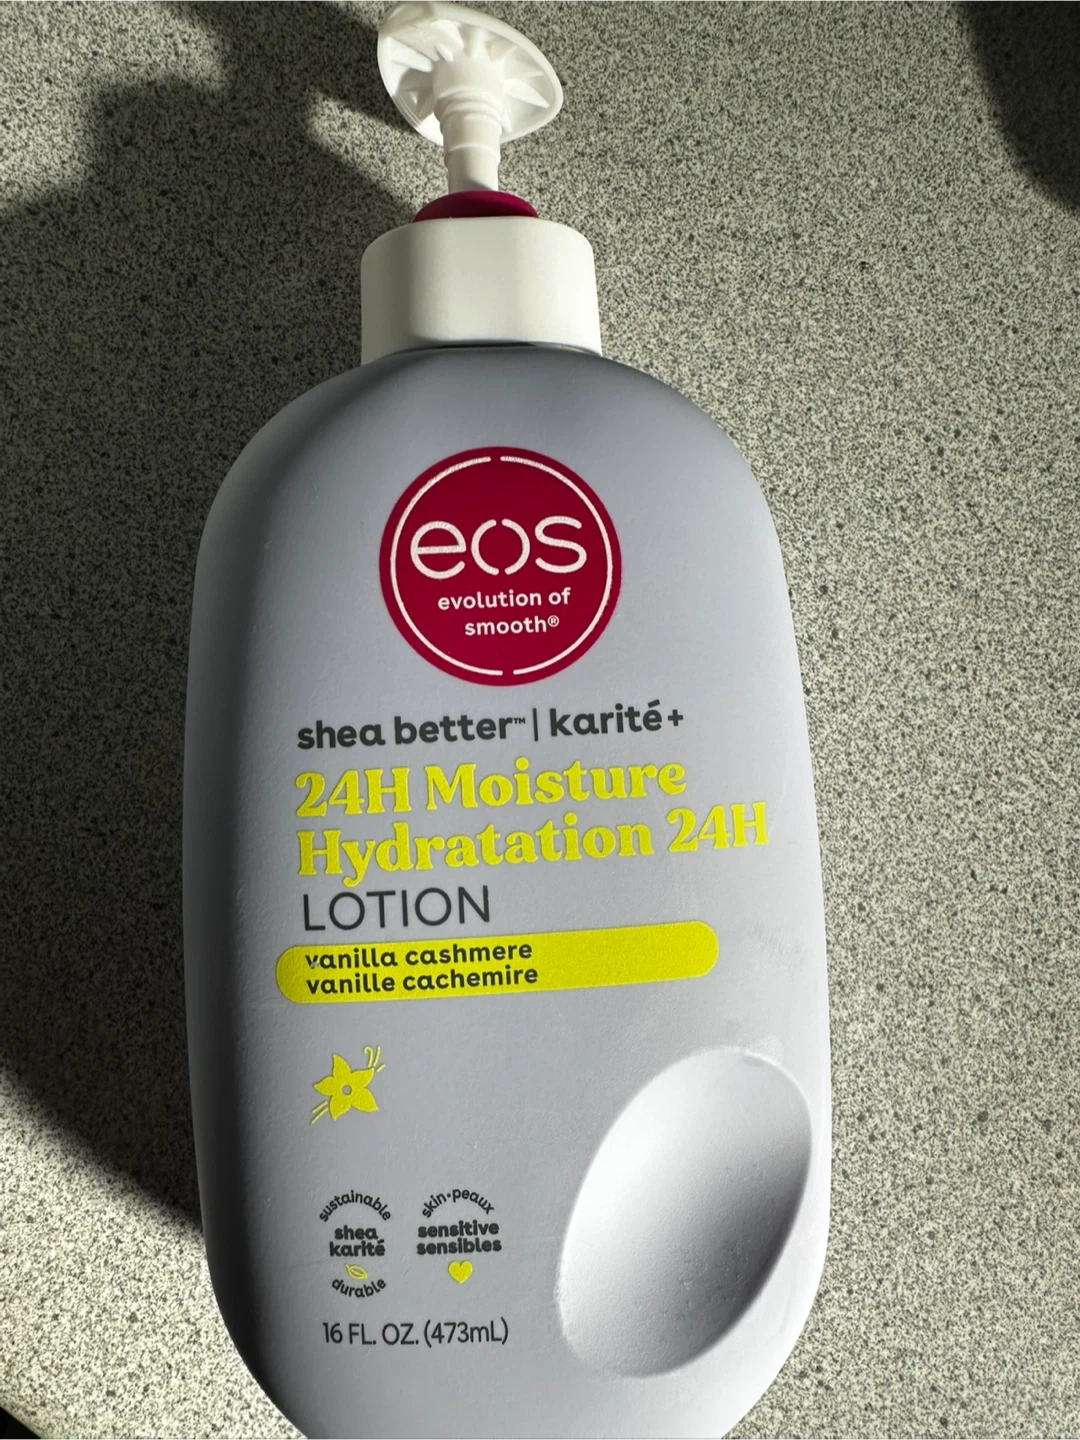 eos
evolution of
smooth®
shea better™ | karité+
24H Moisture
Hydratation 24H
LOTION
vanilla cashmere
vanille cachemire
sustainable
shea
karité
durable
skin•peaux
sensitive
sensibles
16 FL. OZ. (473mL)